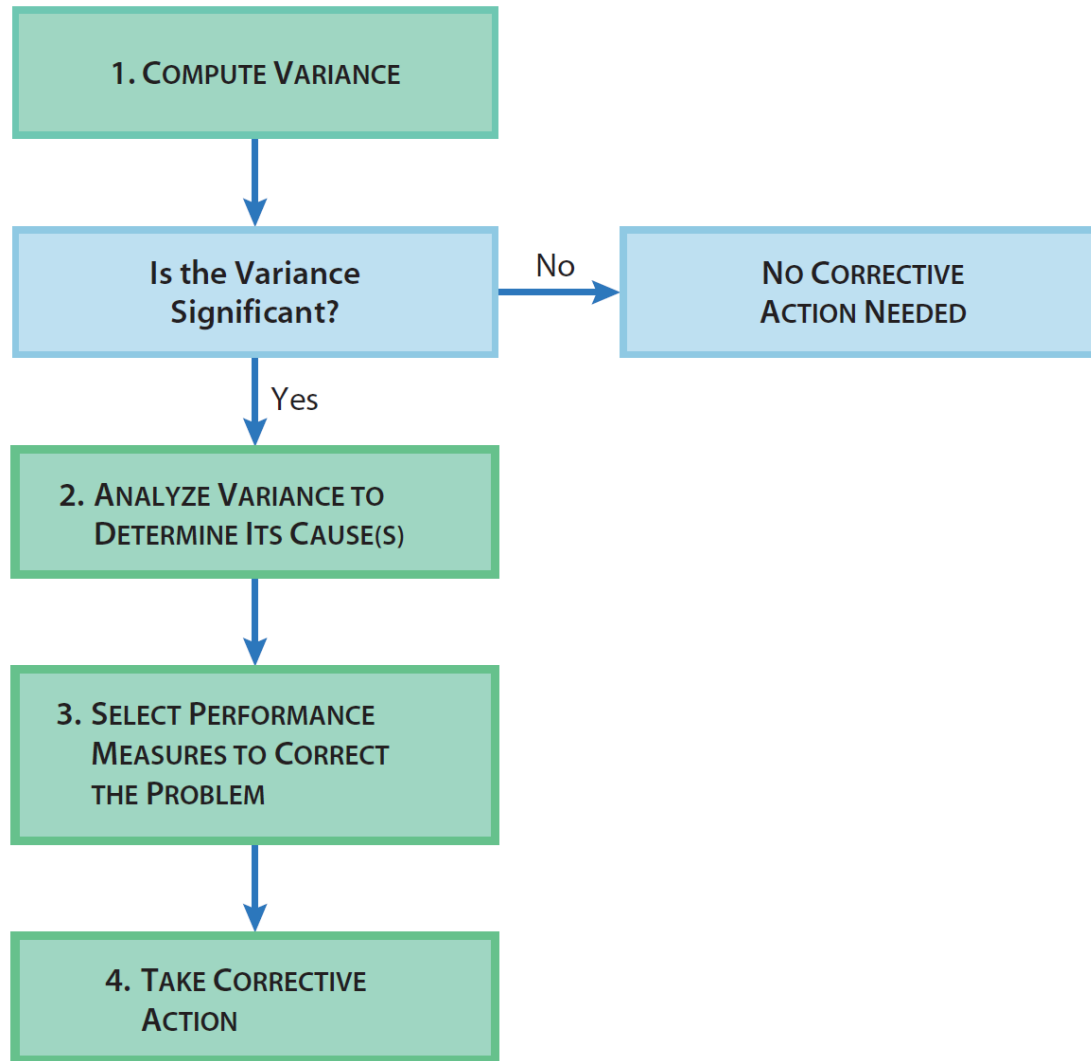 1. COMPUTE VARIANCE
Is the Variance
Significant?
No
NO CORRECTIVE
ACTION NEEDED
Yes
2. ANALYZE VARIANCE TO
DETERMINE ITS CAUSE(S)
3. SELECT PERFORMANCE
MEASURES TO CORRECT
THE PROBLEM
4. TAKE CORRECTIVE
ACTION